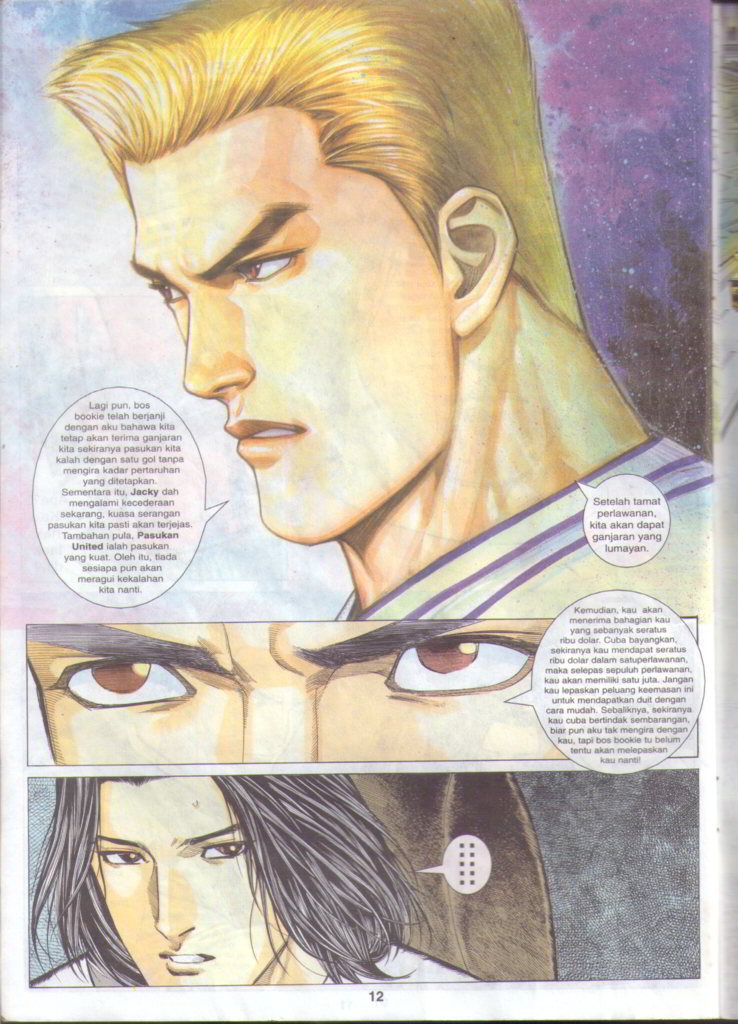 Lagi pun, bos
bookie telah berjanji
dengan aku bahawa kita
tetap akan terima ganjaran
kita sekiranya pasukan kita
kalah dengan satu gol tanpa
mengira kadar pertaruhan
yang ditetapkan.
Sementara itu, Jacky dah
mengalami kecederaan
sekarang, kuasa serangan
pasukan kita pasti akan terjejas.
Tambahan pula, Pasukan
United ialah pasukan
yang kuat. Oleh itu, tiada
sesiapa pun akan
meragui kekalahan
kita nanti.
Setelah tamat
perlawanan,
kita akan dapat
ganjaran yang
lumayan.
Kemudian, kau akan
menerima bahagian kau
yang sebanyak seratus
ribu dolar. Cuba bayangkan,
sekiranya kau mendapat seratus
ribu dolar dalam satuperlawanan,
maka selepas sepuluh perlawanan,
kau akan memiliki satu juta. Jangan
kau lepaskan peluang keemasan ini
untuk mendapatkan duit dengan
cara mudah. Sebaliknya, sekiranya
kau cuba bertindak sembarangan,
biar pun aku tak mengira dengan
kau, tapi bos bookie tu belum
tentu akan melepaskan
kau nanti!
12